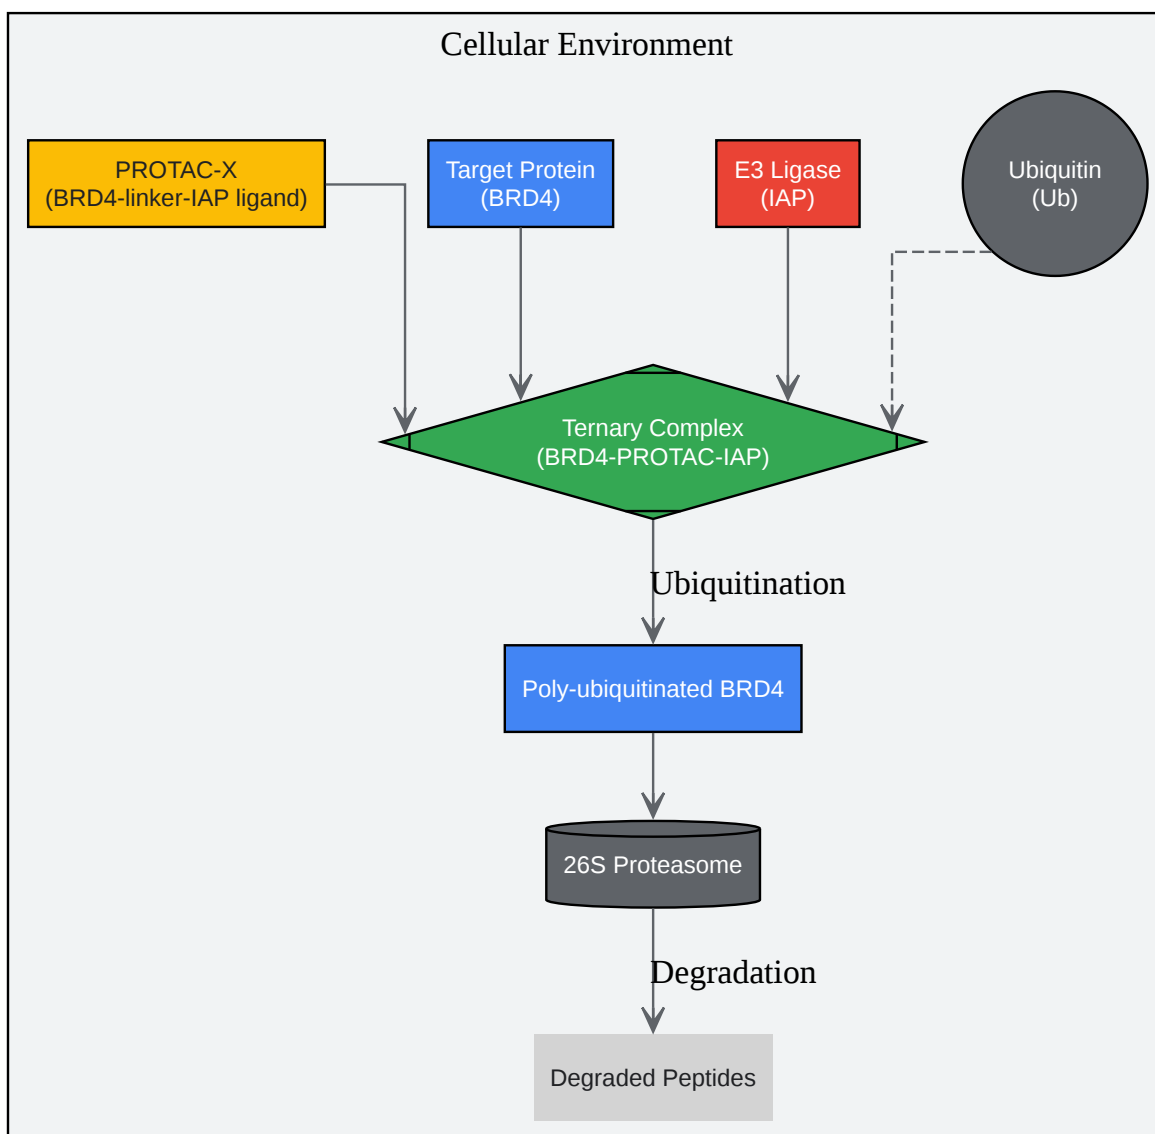 Cellular Environment
PROTAC-X
(BRD4-linker-IAP ligand)
Target Protein
(BRD4)
E3 Ligase
(IAP)
Ubiquitin
(Ub)
Ternary Complex
(BRD4-PROTAC-IAP)
Ubiquitination
Poly-ubiquitinated BRD4
26S Proteasome
Degradation
Degraded Peptides